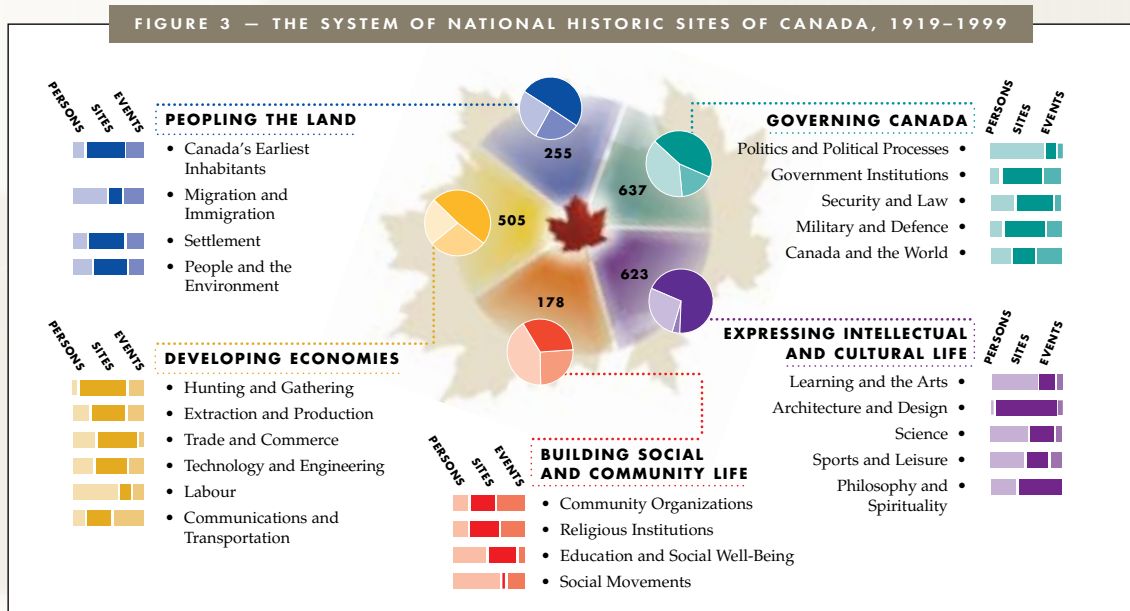 FIGURE 3 — THE SYSTEM OF NATIONAL HISTORIC SITES OF CANADA, 1919–1999
PERSONS
SITES
EVENTS
PEOPLING THE LAND
• Canada's Earliest
Inhabitants
• Migration and
Immigration
• Settlement
• People and the
Environment
255
637
505
623
178
PERSONS
SITES
EVENTS
GOVERNING CANADA
Politics and Political Processes •
Government Institutions •
Security and Law •
Military and Defence •
Canada and the World •
PERSONS
SITES
EVENTS
DEVELOPING ECONOMIES
• Hunting and Gathering
• Extraction and Production
• Trade and Commerce
• Technology and Engineering
• Labour
• Communications and
Transportation
PERSONS
SITES
EVENTS
BUILDING SOCIAL
AND COMMUNITY LIFE
• Community Organizations
• Religious Institutions
• Education and Social Well-Being
• Social Movements
PERSONS
SITES
EVENTS
EXPRESSING INTELLECTUAL
AND CULTURAL LIFE
Learning and the Arts •
Architecture and Design •
Science •
Sports and Leisure •
Philosophy and •
Spirituality